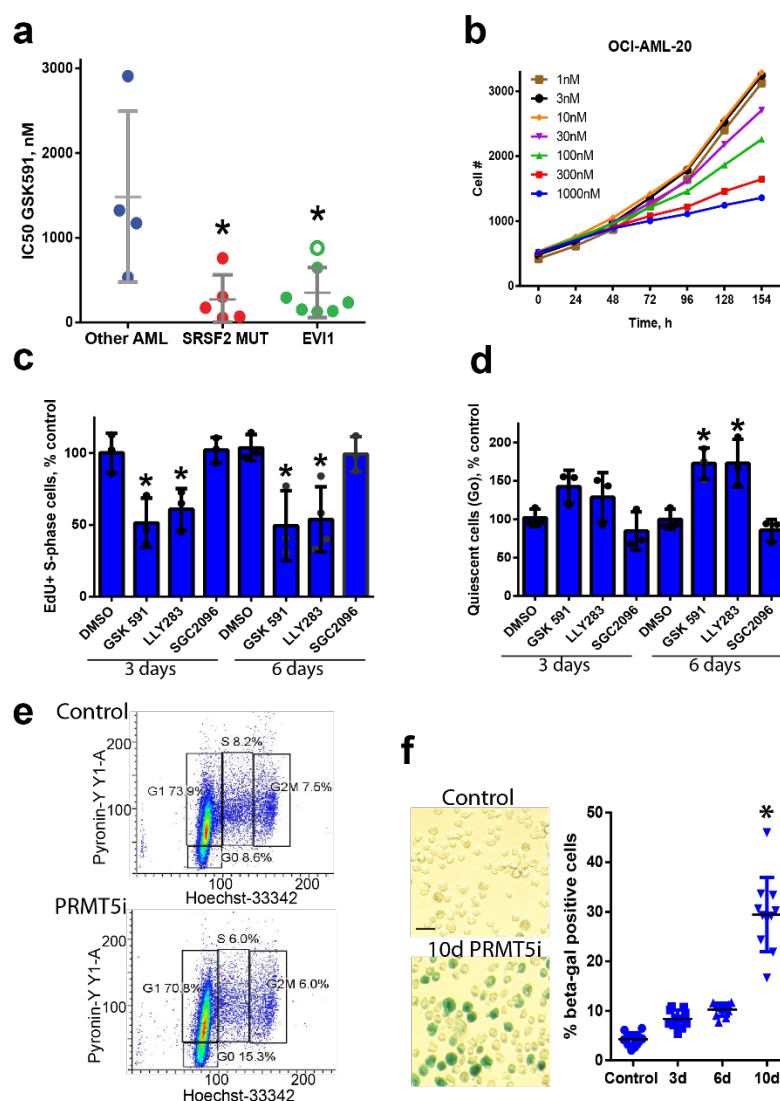 a
IC50 GSK591, nM
3000
2000
1000
0
*
*
Other AML
SRSF2 MUT
EVI1
b
OCI-AML-20
Cell #
3000
2000
1000
0
1nM
3nM
10nM
30nM
100nM
300nM
1000nM
0 24 48 72 96 128 154
Time, h
c
EdU+ S-phase cells, % control
100
50
0
*
*
*
*
DMSO
GSK 591
LLY283
SGC2096
DMSO
GSK 591
LLY283
SGC2096
3 days
6 days
d
Quiescent cells (Go), % control
200
150
100
50
0
*
*
DMSO
GSK 591
LLY283
SGC2096
DMSO
GSK 591
LLY283
SGC2096
3 days
6 days
e
Control
Pyronin-Y Y1-A
200
100
S 8.2%
G1 73.9%
G2M 7.5%
G0 8.6%
100 200
Hoechst-33342
PRMT5i
Pyronin-Y Y1-A
200
100
S 6.0%
G1 70.8%
G2M 6.0%
G0 15.3%
100 200
Hoechst-33342
f
Control
10d PRMT5i
% beta-gal positive cells
50
40
30
20
10
0
*
Control
3d
6d
10d